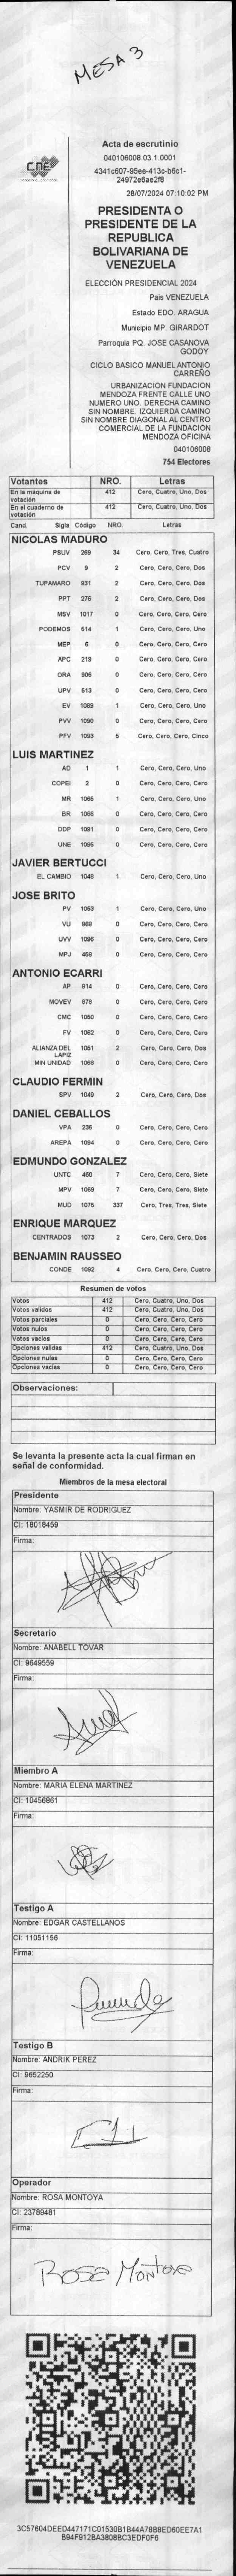 MESA 3
CNE
Acta de escrutinio
040106008.03.1.0001
4341c607-95ee-413c-b6c1-
24972e6ae2f8
28/07/2024 07:10:02 PM
PRESIDENTA O
PRESIDENTE DE LA
REPUBLICA
BOLIVARIANA DE
VENEZUELA
ELECCIÓN PRESIDENCIAL 2024
País VENEZUELA
Estado EDO. ARAGUA
Municipio MP. GIRARDOT
Parroquia PQ. JOSE CASANOVA
GODOY
CICLO BASICO MANUEL ANTONIO
CARREÑO
URBANIZACION FUNDACION
MENDOZA FRENTE CALLE UNO
NUMERO UNO. DERECHA CAMINO
SIN NOMBRE. IZQUIERDA CAMINO
SIN NOMBRE DIAGONAL AL CENTRO
COMERCIAL DE LA FUNDACION
MENDOZA OFICINA
040106008
754 Electores
Votantes NRO. Letras
En la máquina de votación 412 Cero, Cuatro, Uno, Dos
En el cuaderno de votación 412 Cero, Cuatro, Uno, Dos
Cand. Sigla Código NRO. Letras
NICOLAS MADURO
PSUV 269 34 Cero, Cero, Tres, Cuatro
PCV 9 2 Cero, Cero, Cero, Dos
TUPAMARO 931 2 Cero, Cero, Cero, Dos
PPT 276 2 Cero, Cero, Cero, Dos
MSV 1017 0 Cero, Cero, Cero, Cero
PODEMOS 514 1 Cero, Cero, Cero, Uno
MEP 6 0 Cero, Cero, Cero, Cero
APC 219 0 Cero, Cero, Cero, Cero
ORA 906 0 Cero, Cero, Cero, Cero
UPV 513 0 Cero, Cero, Cero, Cero
EV 1089 1 Cero, Cero, Cero, Uno
PVV 1090 0 Cero, Cero, Cero, Cero
PFV 1093 5 Cero, Cero, Cero, Cinco
LUIS MARTINEZ
AD 1 1 Cero, Cero, Cero, Uno
COPEI 2 0 Cero, Cero, Cero, Cero
MR 1065 1 Cero, Cero, Cero, Uno
BR 1066 0 Cero, Cero, Cero, Cero
DDP 1091 0 Cero, Cero, Cero, Cero
UNE 1095 0 Cero, Cero, Cero, Cero
JAVIER BERTUCCI
EL CAMBIO 1048 1 Cero, Cero, Cero, Uno
JOSE BRITO
PV 1053 1 Cero, Cero, Cero, Uno
VU 969 0 Cero, Cero, Cero, Cero
UVV 1096 0 Cero, Cero, Cero, Cero
MPJ 458 0 Cero, Cero, Cero, Cero
ANTONIO ECARRI
AP 914 0 Cero, Cero, Cero, Cero
MOVEV 979 0 Cero, Cero, Cero, Cero
CMC 1050 0 Cero, Cero, Cero, Cero
FV 1062 0 Cero, Cero, Cero, Cero
ALIANZA DEL LAPIZ 1051 2 Cero, Cero, Cero, Dos
MIN UNIDAD 1068 0 Cero, Cero, Cero, Cero
CLAUDIO FERMIN
SPV 1049 2 Cero, Cero, Cero, Dos
DANIEL CEBALLOS
VPA 236 0 Cero, Cero, Cero, Cero
AREPA 1094 0 Cero, Cero, Cero, Cero
EDMUNDO GONZALEZ
UNTC 460 7 Cero, Cero, Cero, Siete
MPV 1069 7 Cero, Cero, Cero, Siete
MUD 1075 337 Cero, Tres, Tres, Siete
ENRIQUE MARQUEZ
CENTRADOS 1073 2 Cero, Cero, Cero, Dos
BENJAMIN RAUSSEO
CONDE 1092 4 Cero, Cero, Cero, Cuatro
Resumen de votos
Votos 412 Cero, Cuatro, Uno, Dos
Votos validos 412 Cero, Cuatro, Uno, Dos
Votos parciales 0 Cero, Cero, Cero, Cero
Votos nulos 0 Cero, Cero, Cero, Cero
Votos vacios 0 Cero, Cero, Cero, Cero
Opciones validas 412 Cero, Cuatro, Uno, Dos
Opciones nulas 0 Cero, Cero, Cero, Cero
Opciones vacias 0 Cero, Cero, Cero, Cero
Observaciones:
Se levanta la presente acta la cual firman en
señal de conformidad.
Miembros de la mesa electoral
Presidente
Nombre: YASMIR DE RODRIGUEZ
CI: 18018459
Firma:
Secretario
Nombre: ANABELL TOVAR
CI: 9649559
Firma:
Miembro A
Nombre: MARIA ELENA MARTINEZ
CI: 10456861
Firma:
Testigo A
Nombre: EDGAR CASTELLANOS
CI: 11051156
Firma:
Testigo B
Nombre: ANDRIK PEREZ
CI: 9652250
Firma:
Operador
Nombre: ROSA MONTOYA
CI: 23789481
Firma:
Rosa Montoya
3C57604DEED447171C01530B1B44A78B8ED60EE7A1
B94F912BA3808BC3EDF0F6